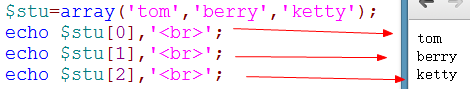 $stu=array('tom','berry','ketty');
echo $stu[0],'<br>';
echo $stu[1],'<br>';
echo $stu[2],'<br>';
tom
berry
ketty